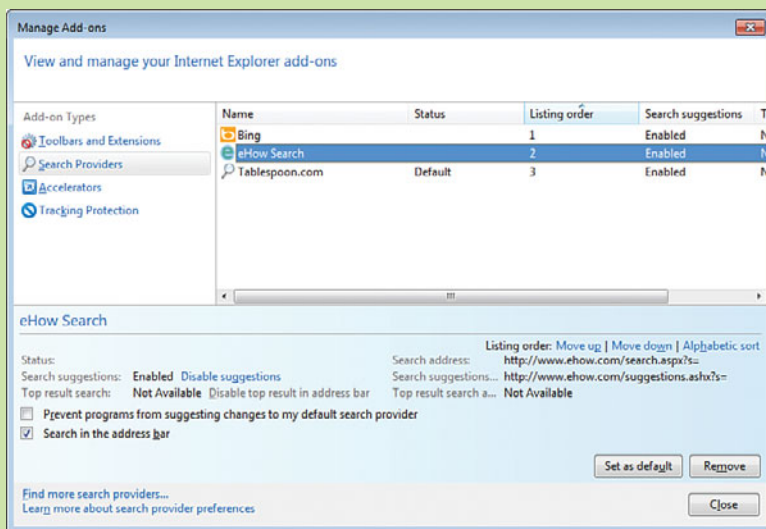 Manage Add-ons
View and manage your Internet Explorer add-ons
Add-on Types
Toolbars and Extensions
Search Providers
Accelerators
Tracking Protection
Name Status Listing order Search suggestions T
Bing 1 Enabled N
eHow Search 2 Enabled N
Tablespoon.com Default 3 Enabled N
eHow Search
Listing order: Move up | Move down | Alphabetic sort
Status: Search address: http://www.ehow.com/search.aspx?s=
Search suggestions: Enabled Disable suggestions Search suggestions... http://www.ehow.com/suggestions.ashx?s=
Top result search: Not Available Disable top result in address bar Top result search a... Not Available
Prevent programs from suggesting changes to my default search provider
Search in the address bar
Set as default Remove
Find more search providers...
Learn more about search provider preferences
Close